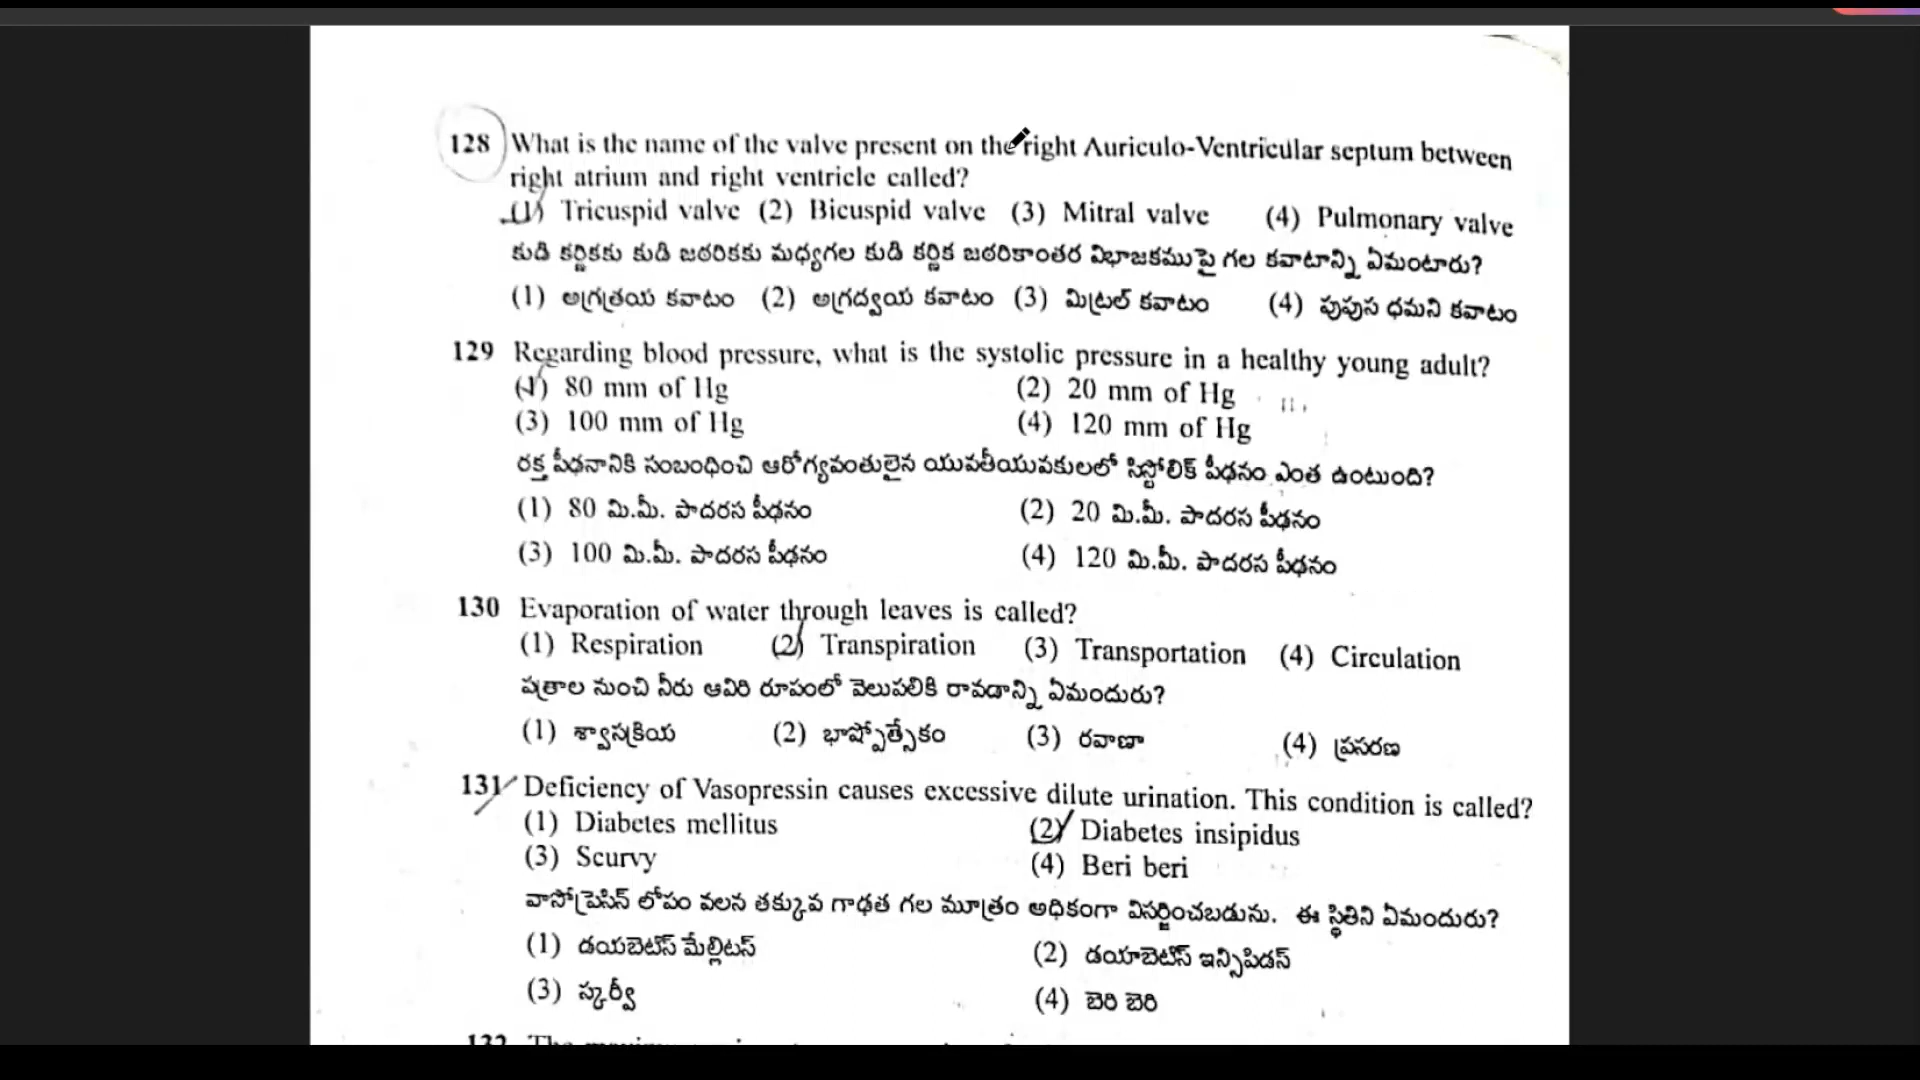 128 What is the name of the valve present on the right Auriculo-Ventricular septum between
right atrium and right ventricle called?
(1) Tricuspid valve (2) Bicuspid valve (3) Mitral valve (4) Pulmonary valve
కుడి కర్ణికకు కుడి జఠరికకు మధ్యగల కుడి కర్ణిక జఠరికాంతర విభాజకముపై గల కవాటాన్ని ఏమంటారు?
(1) అగ్రత్రయ కవాటం (2) అగ్రద్వయ కవాటం (3) మిట్రల్ కవాటం (4) పుపుస ధమని కవాటం
129 Regarding blood pressure, what is the systolic pressure in a healthy young adult?
(1) 80 mm of Hg (2) 20 mm of Hg
(3) 100 mm of Hg (4) 120 mm of Hg
రక్త పీఢనానికి సంబంధించి ఆరోగ్యవంతులైన యువతీయువకులలో సిస్టోలిక్ పీఢనం ఎంత ఉంటుంది?
(1) 80 మి.మీ. పాదరస పీఢనం (2) 20 మి.మీ. పాదరస పీఢనం
(3) 100 మి.మీ. పాదరస పీఢనం (4) 120 మి.మీ. పాదరస పీఢనం
130 Evaporation of water through leaves is called?
(1) Respiration (2) Transpiration (3) Transportation (4) Circulation
పత్రాల నుంచి నీరు ఆవిరి రూపంలో వెలుపలికి రావడాన్ని ఏమందురు?
(1) శ్వాసక్రియ (2) భాష్పోత్సేకం (3) రవాణా (4) ప్రసరణ
131 Deficiency of Vasopressin causes excessive dilute urination. This condition is called?
(1) Diabetes mellitus (2) Diabetes insipidus
(3) Scurvy (4) Beri beri
వాసోప్రెసిన్ లోపం వలన తక్కువ గాఢత గల మూత్రం అధికంగా విసర్జించబడును. ఈ స్థితిని ఏమందురు?
(1) డయబెటిస్ మేల్లిటస్ (2) డయాబెటిస్ ఇన్సిపిడస్
(3) స్కర్వీ (4) బెరి బెరి
132